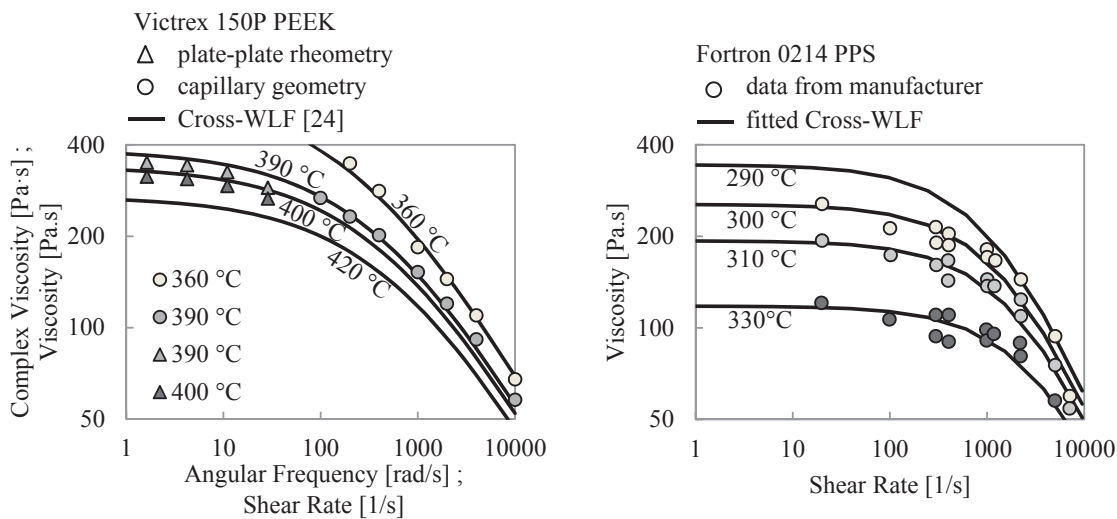 Victrex 150P PEEK
plate-plate rheometry
capillary geometry
Cross-WLF [24]
Complex Viscosity [Pa·s] ;
Viscosity [Pa.s]
400
200
100
50
390 °C
360 °C
400 °C
420 °C
360 °C
390 °C
390 °C
400 °C
1 10 100 1000 10000
Angular Frequency [rad/s] ;
Shear Rate [1/s]
Fortron 0214 PPS
data from manufacturer
fitted Cross-WLF
Viscosity [Pa.s]
400
200
100
50
290 °C
300 °C
310 °C
330°C
1 10 100 1000 10000
Shear Rate [1/s]